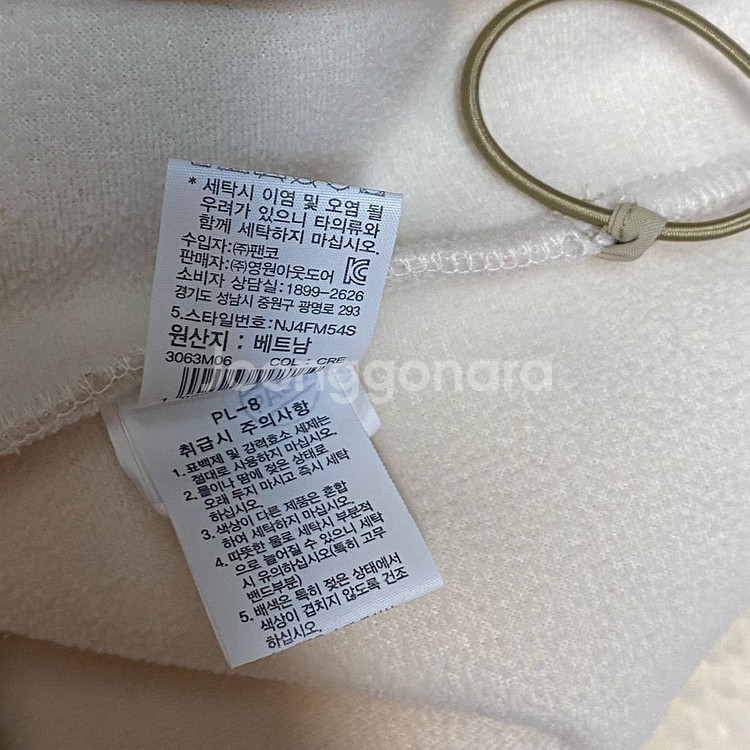 * 세탁시 이염 및 오염 될
우려가 있으니 타의류와
함께 세탁하지 마십시오.
수입자:㈜팬코
판매자:㈜영원아웃도어
소비자 상담실:1899-2626
경기도 성남시 중원구 광명로 293
5.스타일번호:NJ4FM54S
원산지 : 베트남
3063M06 COL : CRE
joonggonara
PL-8
취급시 주의사항
1. 표백제 및 강력효소 세제는
절대로 사용하지 마십시오.
2. 물이나 땀에 젖은 상태로
오래 두지 마시고 즉시 세탁
하십시오.
3. 색상이 다른 제품은 혼합
하여 세탁하지 마십시오.
4. 따뜻한 물로 세탁시 부분적
으로 늘어질 수 있으니 세탁
시 유의하십시오(특히 고무
밴드부분)
5. 배색은 특히 젖은 상태에서
색상이 겹치지 않도록 건조
하십시오.